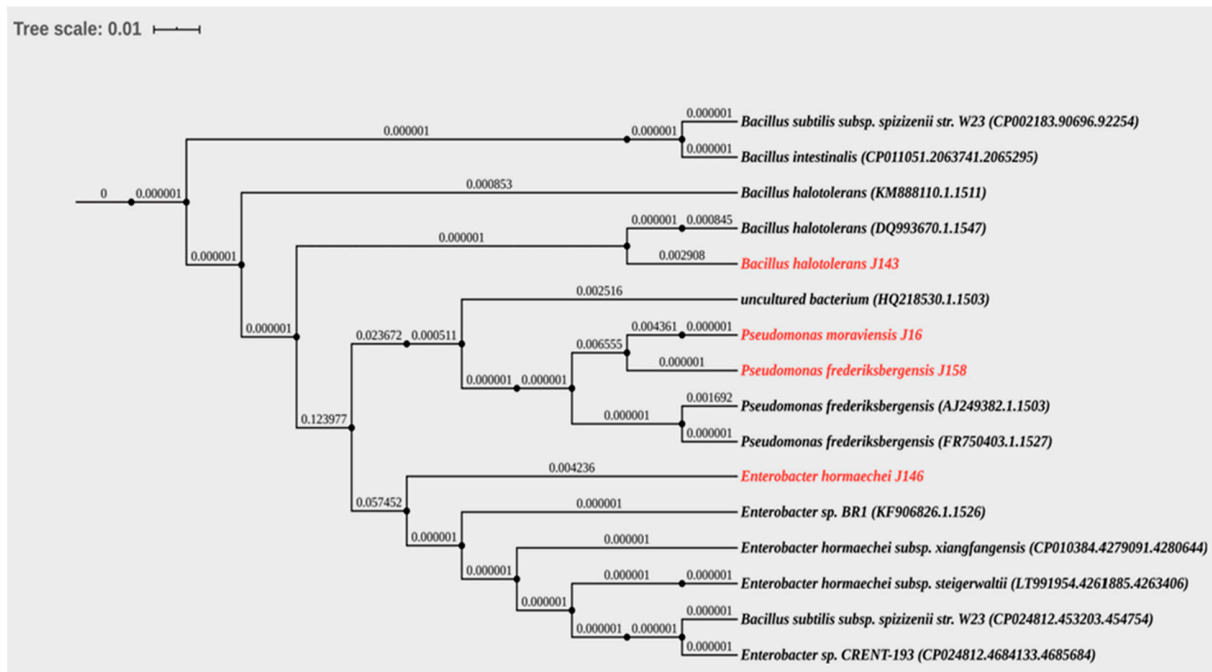 Tree scale: 0.01
0.000001
0.000001
0.000001
Bacillus subtilis subsp. spizizenii str. W23 (CP002183.90696.92254)
0.000001
Bacillus intestinalis (CP011051.2063741.2065295)
0
0.000001
0.000853
Bacillus halotolerans (KM888110.1.1511)
0.000001
0.000001
0.000001
0.000845
Bacillus halotolerans (DQ993670.1.1547)
0.002908
Bacillus halotolerans J143
0.000001
0.002516
uncultured bacterium (HQ218530.1.1503)
0.023672
0.000511
0.004361
0.000001
Pseudomonas moraviensis J16
0.006555
0.000001
Pseudomonas frederiksbergensis J158
0.000001
0.000001
0.001692
Pseudomonas frederiksbergensis (AJ249382.1.1503)
0.000001
0.000001
Pseudomonas frederiksbergensis (FR750403.1.1527)
0.123977
0.004236
Enterobacter hormaechei J146
0.057452
0.000001
Enterobacter sp. BR1 (KF906826.1.1526)
0.000001
0.000001
Enterobacter hormaechei subsp. xiangfangensis (CP010384.4279091.4280644)
0.000001
0.000001
0.000001
Enterobacter hormaechei subsp. steigerwaltii (LT991954.4261885.4263406)
0.000001
0.000001
Bacillus subtilis subsp. spizizenii str. W23 (CP024812.453203.454754)
0.000001
0.000001
0.000001
Enterobacter sp. CRENT-193 (CP024812.4684133.4685684)